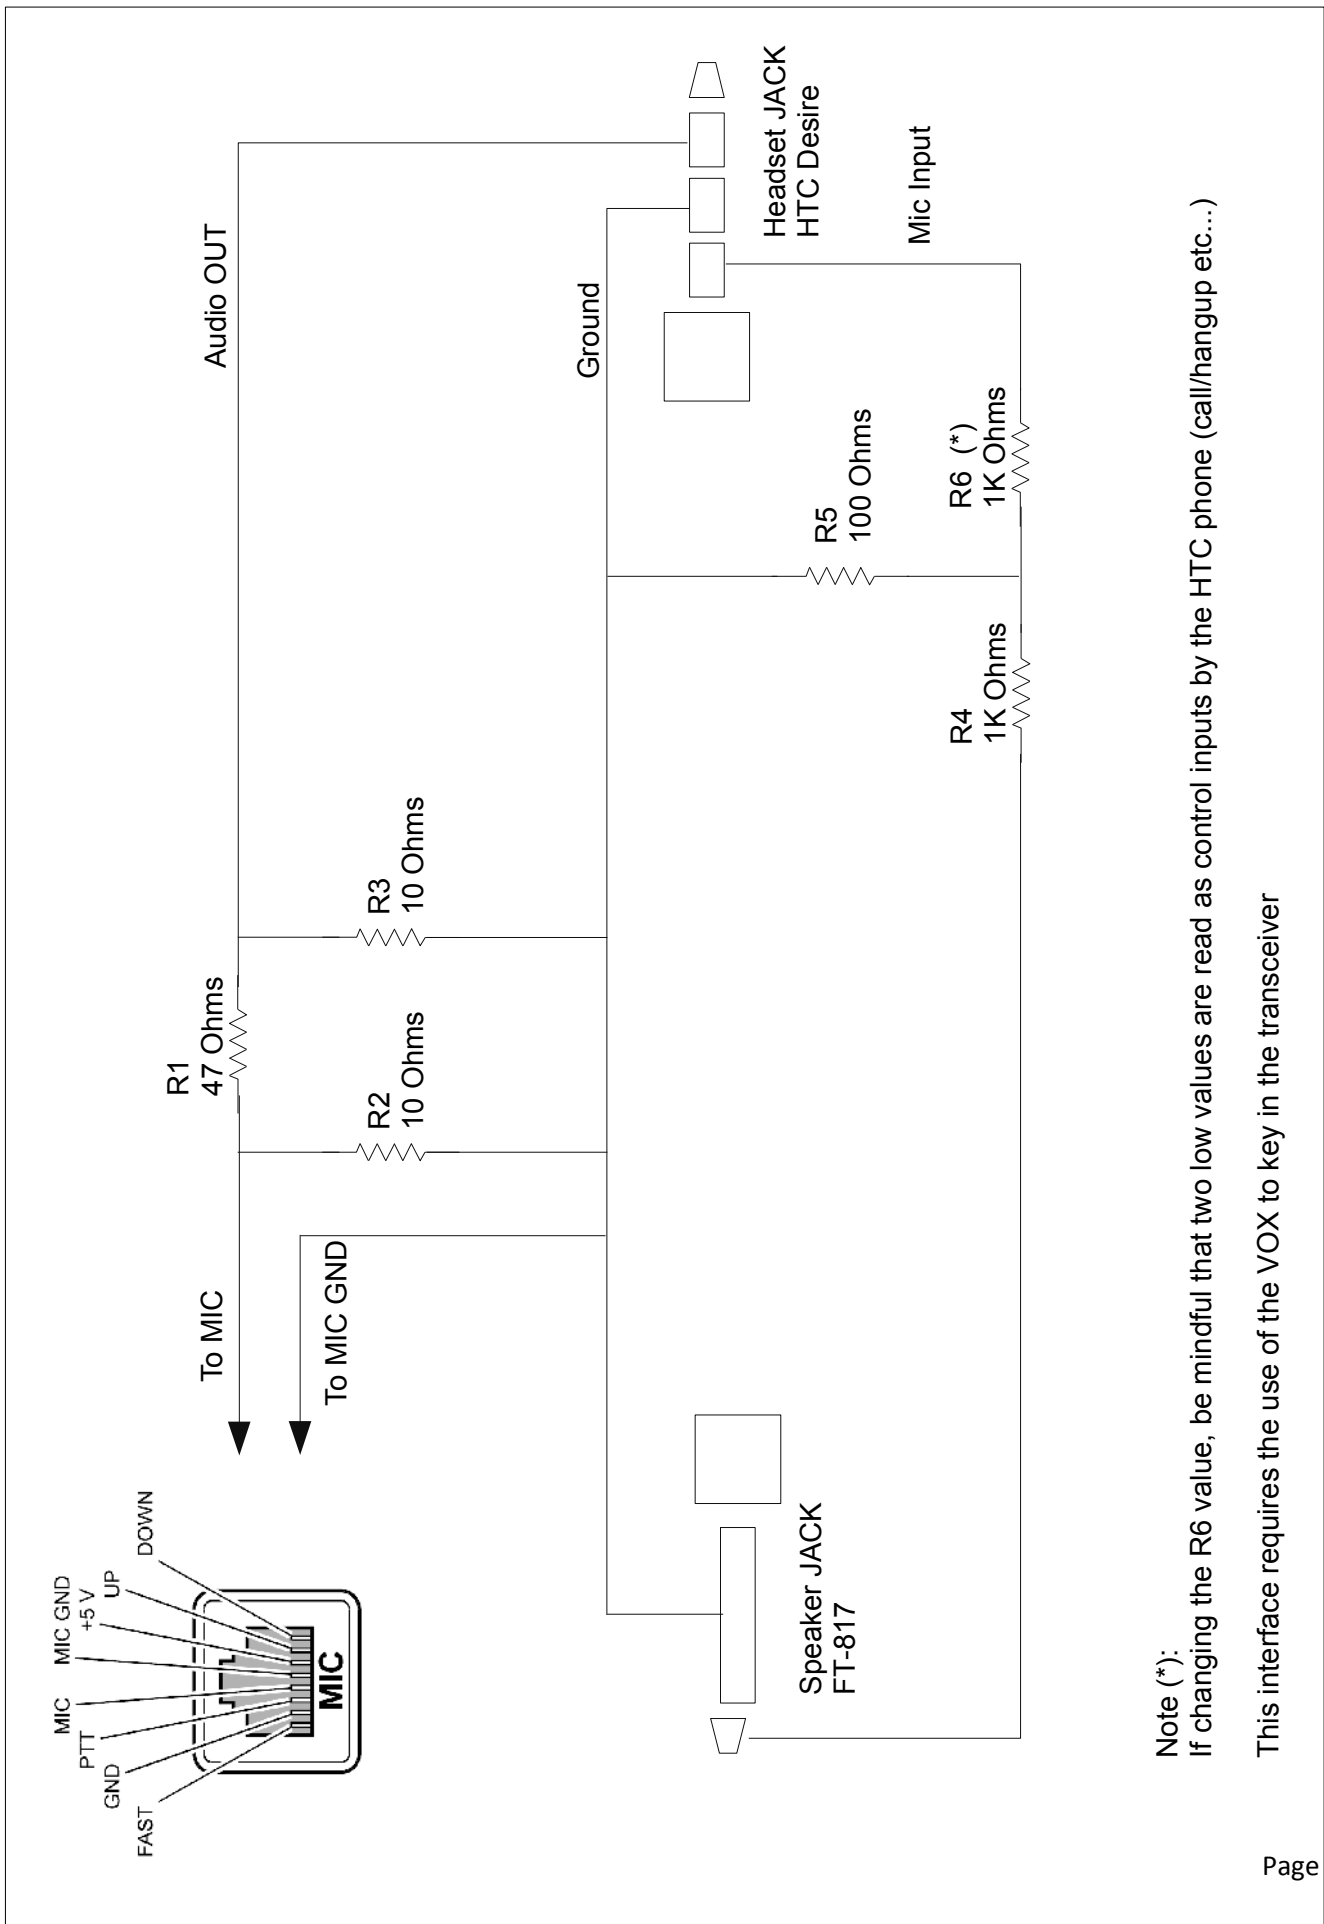 FAST
GND
PTT
MIC
MIC GND
+5 V
UP
DOWN
MIC
To MIC
To MIC GND
R1
47 Ohms
R2
10 Ohms
R3
10 Ohms
Audio OUT
Ground
Headset JACK
HTC Desire
Mic Input
Speaker JACK
FT-817
R4
1K Ohms
R5
100 Ohms
R6 (*)
1K Ohms
Note (*):
If changing the R6 value, be mindful that two low values are read as control inputs by the HTC phone (call/hangup etc...)
This interface requires the use of the VOX to key in the transceiver
Page